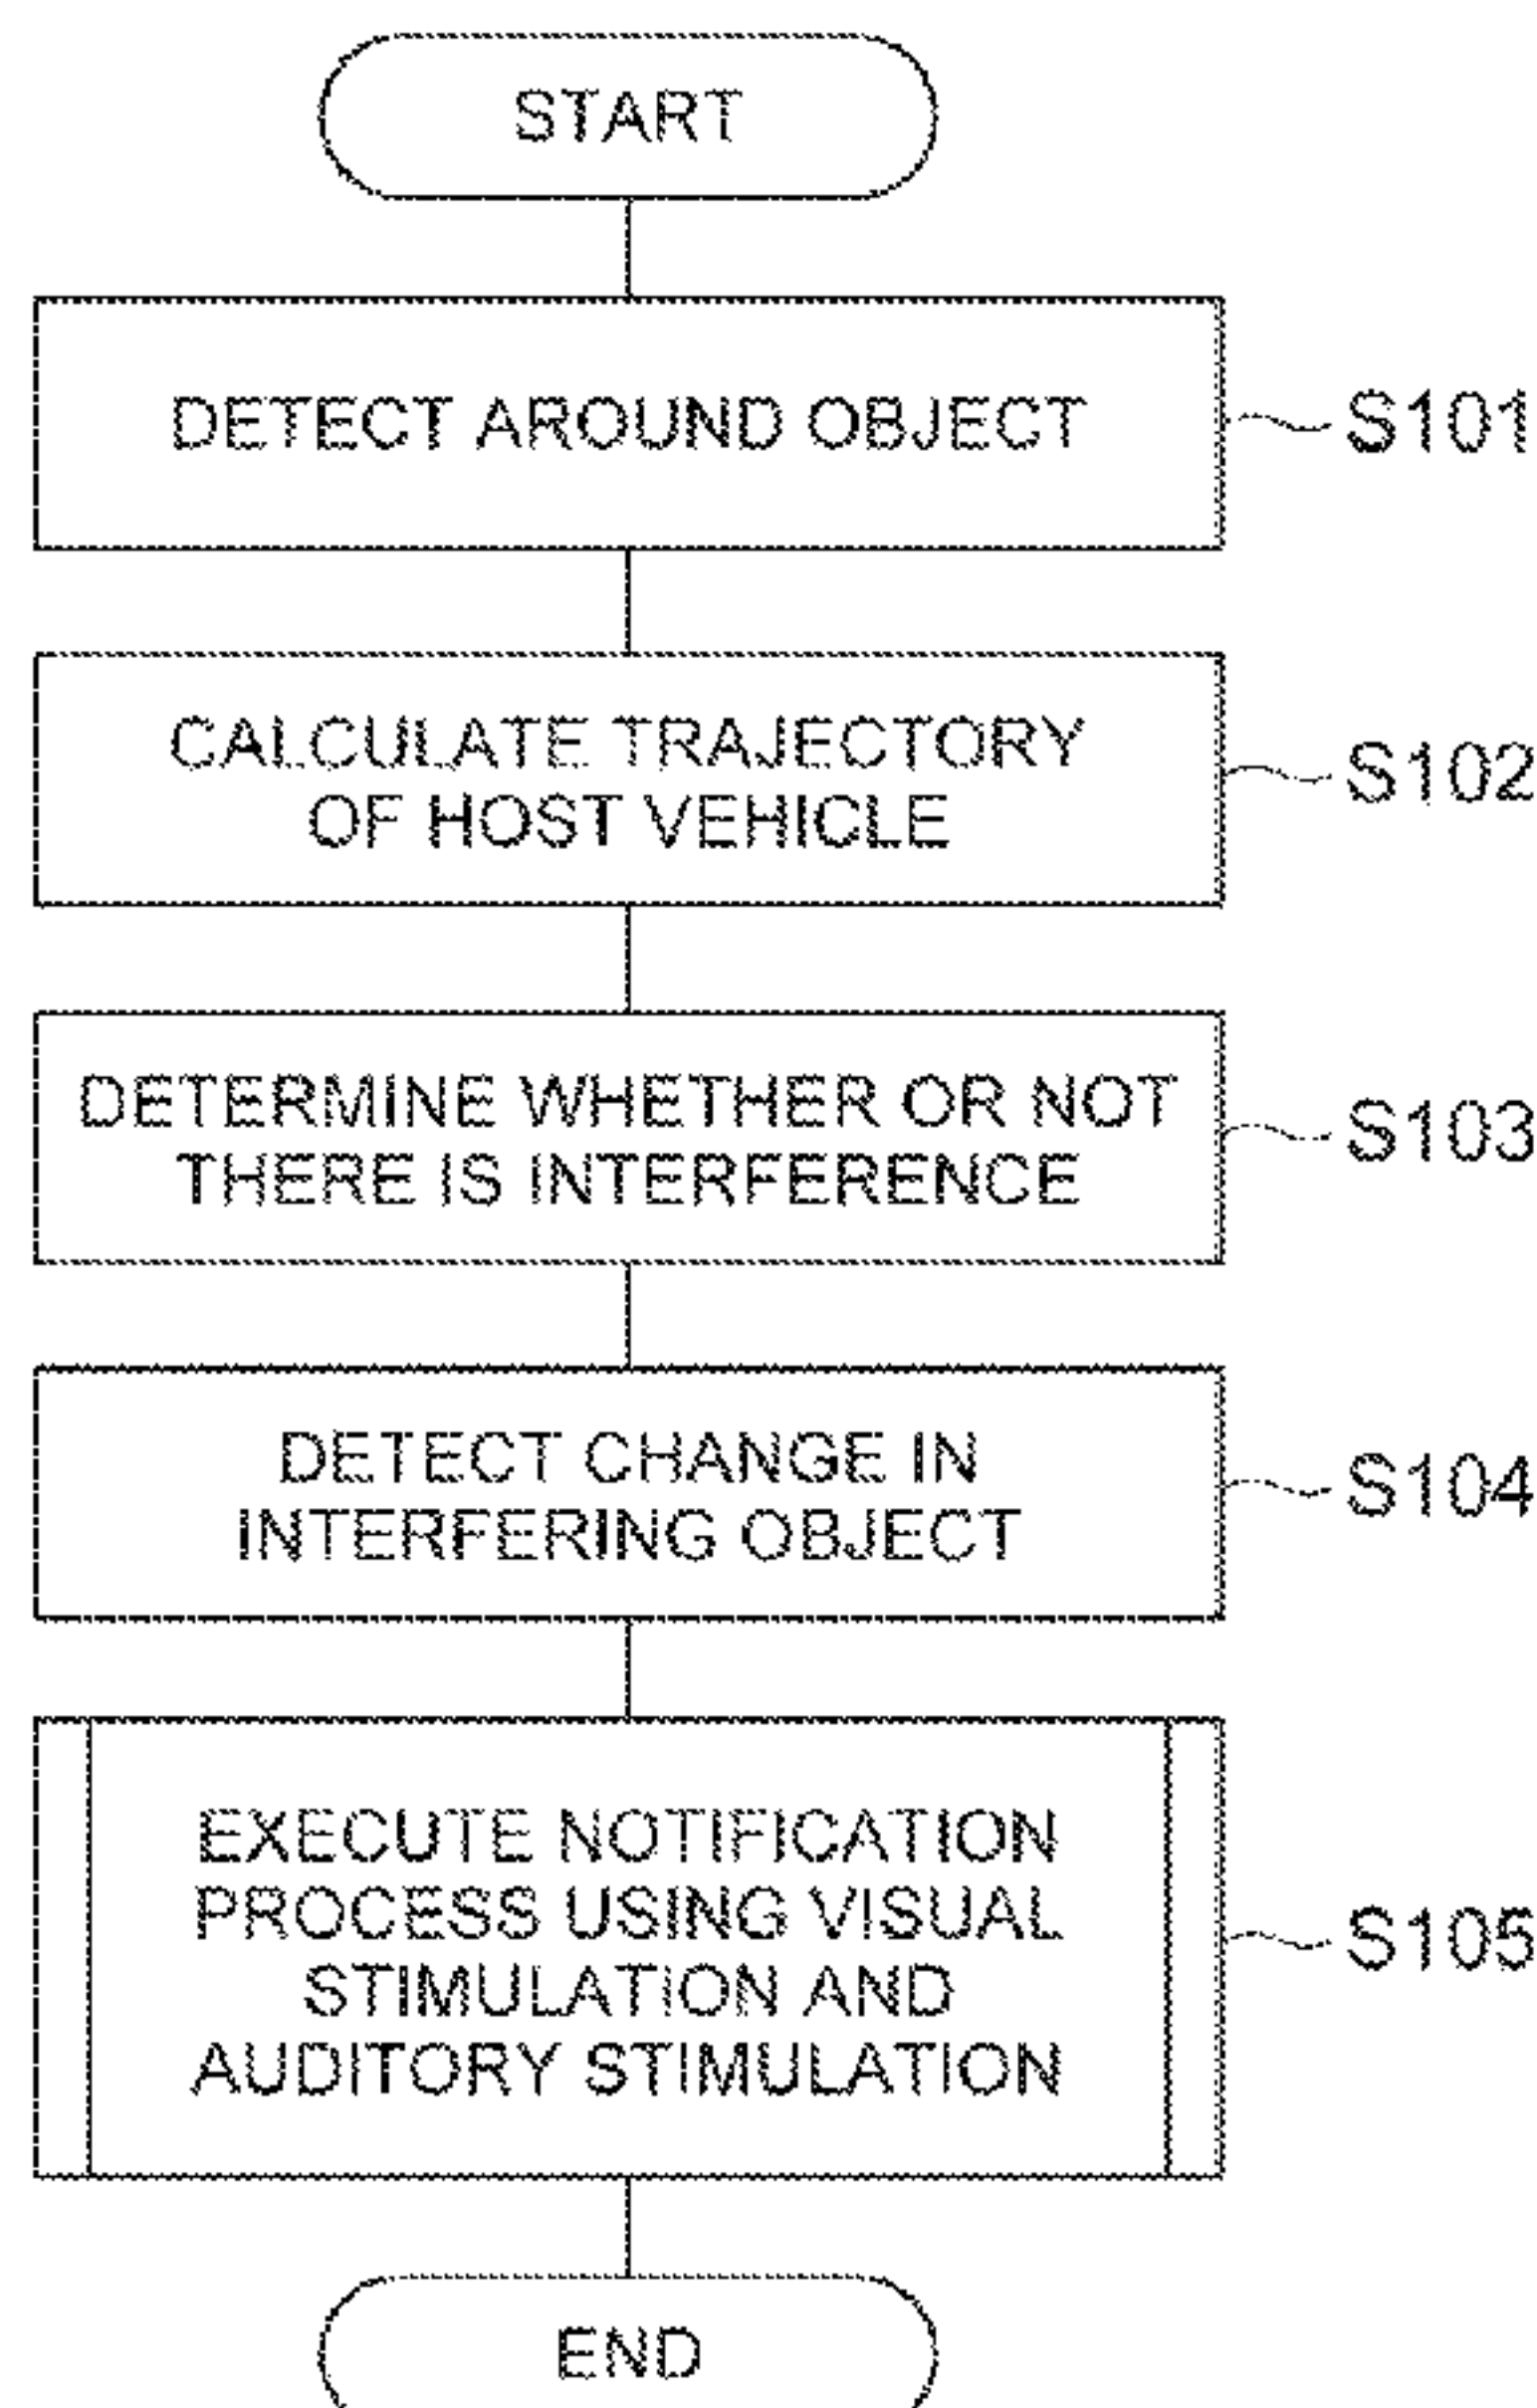 START
DETECT AROUND OBJECT
S101
CALCULATE TRAJECTORY
OF HOST VEHICLE
S102
DETERMINE WHETHER OR NOT
THERE IS INTERFERENCE
S103
DETECT CHANGE IN
INTERFERING OBJECT
S104
EXECUTE NOTIFICATION
PROCESS USING VISUAL
STIMULATION AND
AUDITORY STIMULATION
S105
END